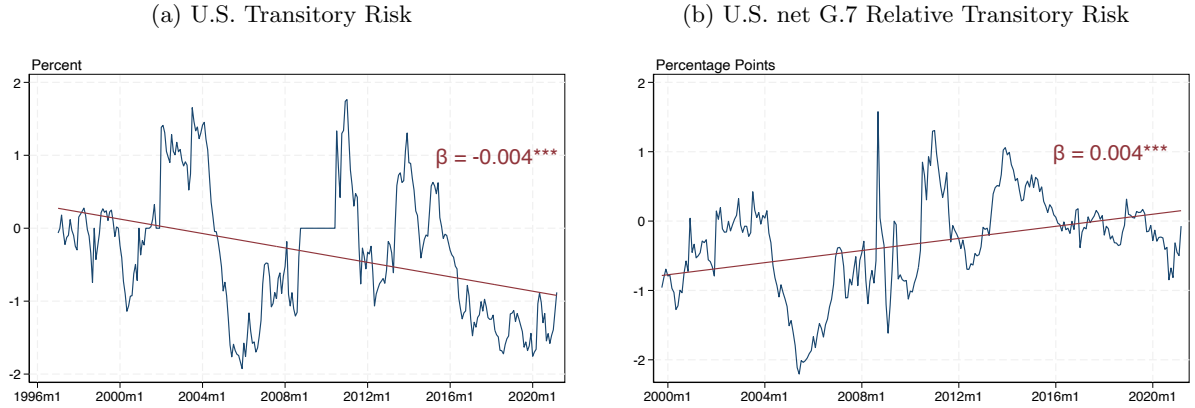 (a) U.S. Transitory Risk
Percent
2
1
0
-1
-2
β = -0.004***
1996m1 2000m1 2004m1 2008m1 2012m1 2016m1 2020m1
(b) U.S. net G.7 Relative Transitory Risk
Percentage Points
2
1
0
-1
-2
β = 0.004***
2000m1 2004m1 2008m1 2012m1 2016m1 2020m1